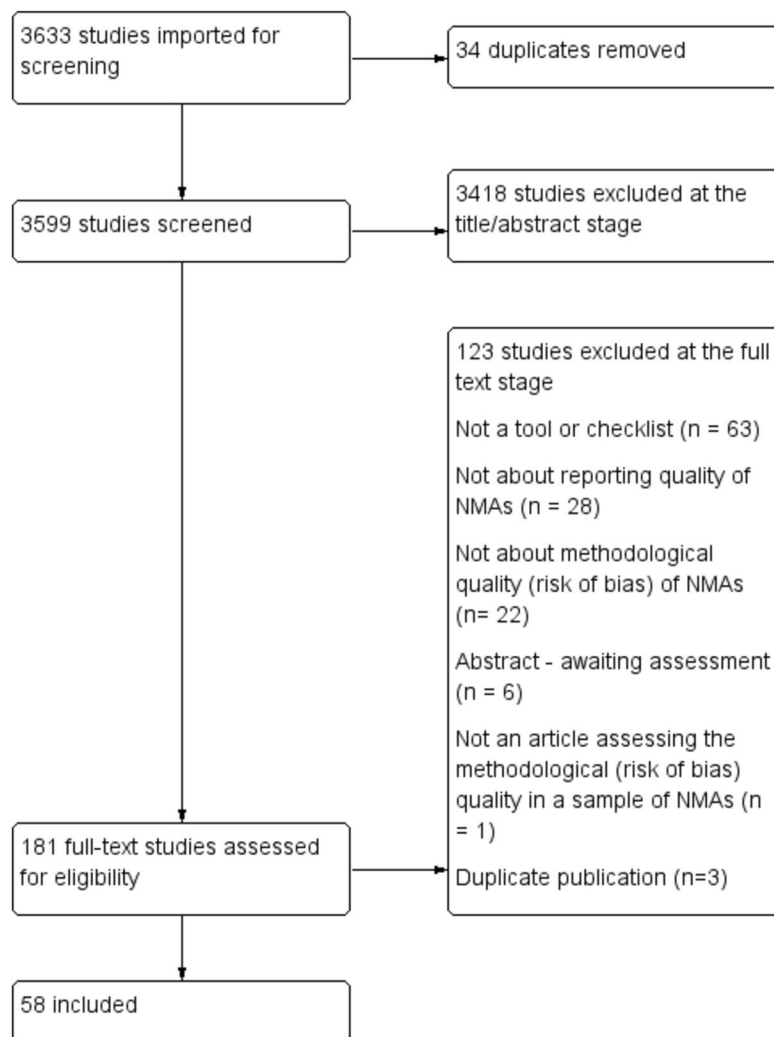 3633 studies imported for
screening
34 duplicates removed
3599 studies screened
3418 studies excluded at the
title/abstract stage
123 studies excluded at the full
text stage
Not a tool or checklist (n = 63)
Not about reporting quality of
NMAs (n = 28)
Not about methodological
quality (risk of bias) of NMAs
(n= 22)
Abstract - awaiting assessment
(n = 6)
Not an article assessing the
methodological (risk of bias)
quality in a sample of NMAs (n
= 1)
Duplicate publication (n=3)
181 full-text studies assessed
for eligibility
58 included